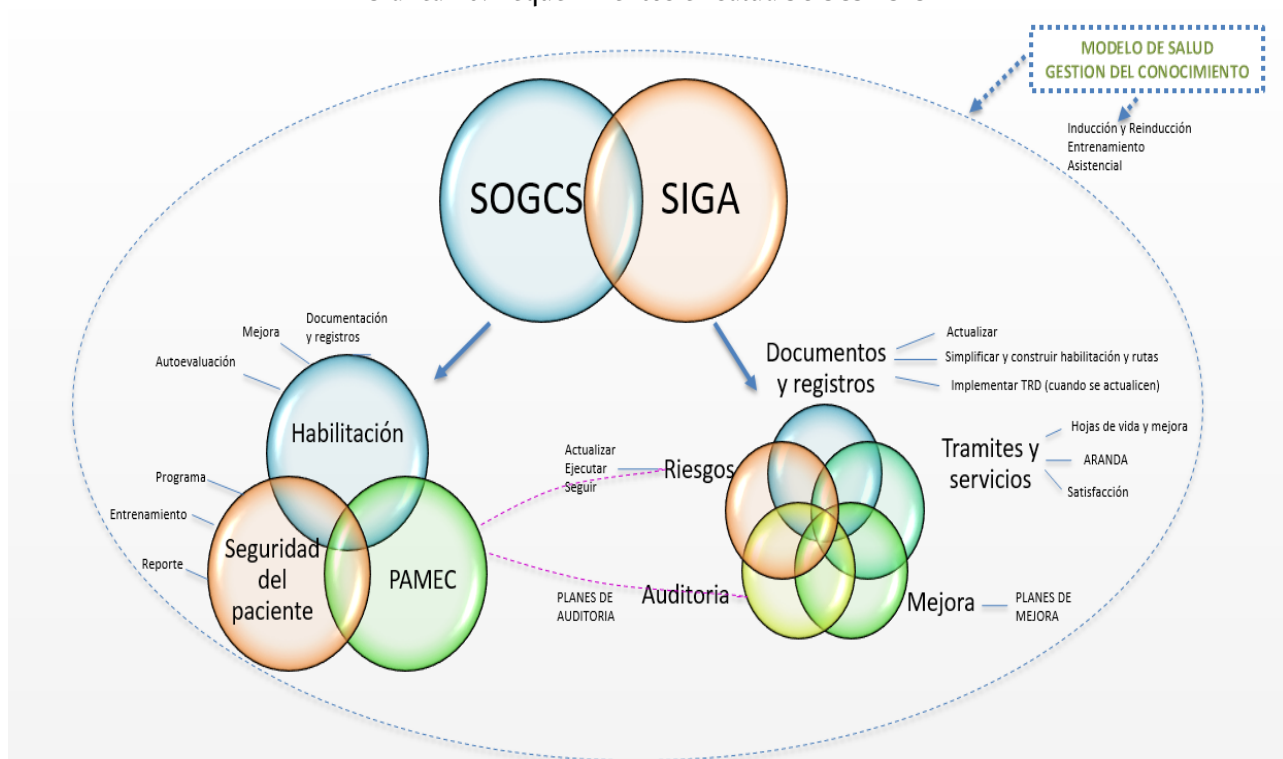 MODELO DE SALUD
GESTION DEL CONOCIMIENTO
Inducción y Reinducción
Entrenamiento
Asistencial
SOGCS
SIGA
Documentación
y registros
Mejora
Autoevaluación
Habilitación
Programa
Entrenamiento
Reporte
Seguridad
del
paciente
PAMEC
Documentos
y registros
Actualizar
Simplificar y construir habilitación y rutas
Implementar TRD (cuando se actualicen)
Tramites y
servicios
Hojas de vida y mejora
ARANDA
Satisfacción
Actualizar
Ejecutar
Seguir
Riesgos
PLANES DE
AUDITORIA
Auditoria
Mejora
PLANES DE
MEJORA